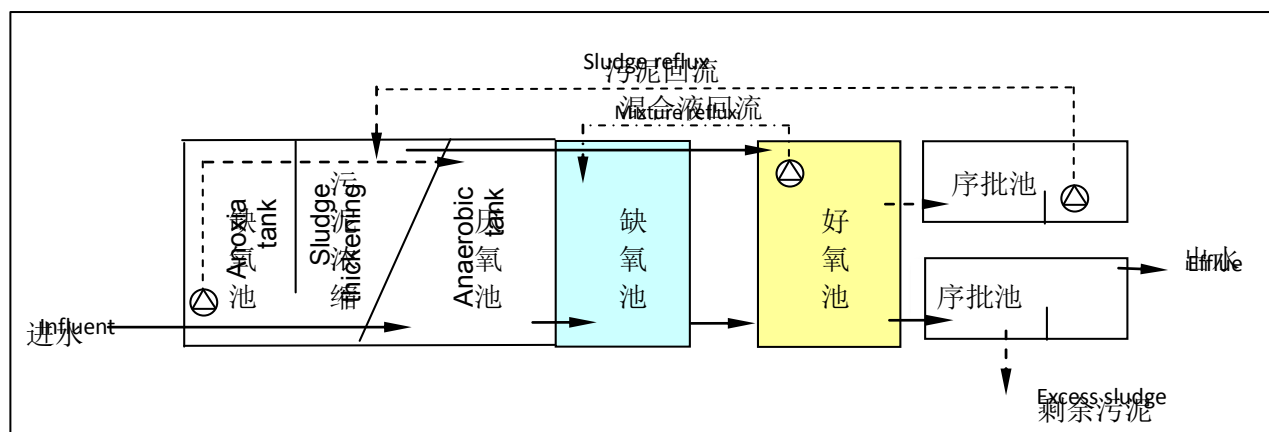 Sludge reflux
污泥回流
混合液回流
Mixture reflux
缺氧池
Anoxia
tank
污泥浓缩
Sludge
thickening
厌氧池
Anaerobic
tank
缺氧池
好氧池
序批池
序批池
出水
Efflue
进水
Influent
Excess sludge
剩余污泥